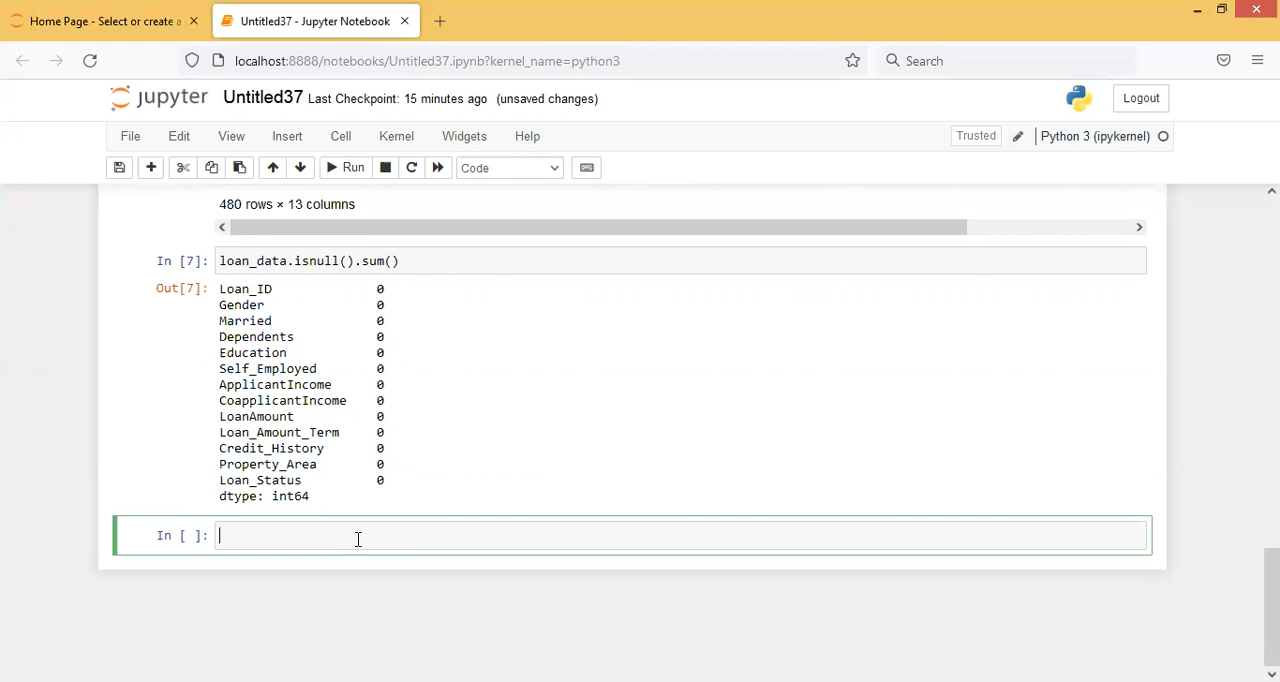 Home Page - Select or create a
Untitled37 - Jupyter Notebook
localhost:8888/notebooks/Untitled37.ipynb?kernel_name=python3
Search
jupyter Untitled37 Last Checkpoint: 15 minutes ago (unsaved changes)
Logout
File Edit View Insert Cell Kernel Widgets Help
Trusted Python 3 (ipykernel)
Run Code
480 rows × 13 columns
In [7]: loan_data.isnull().sum()
Out[7]: Loan_ID 0
Gender 0
Married 0
Dependents 0
Education 0
Self_Employed 0
ApplicantIncome 0
CoapplicantIncome 0
LoanAmount 0
Loan_Amount_Term 0
Credit_History 0
Property_Area 0
Loan_Status 0
dtype: int64
In [ ]: